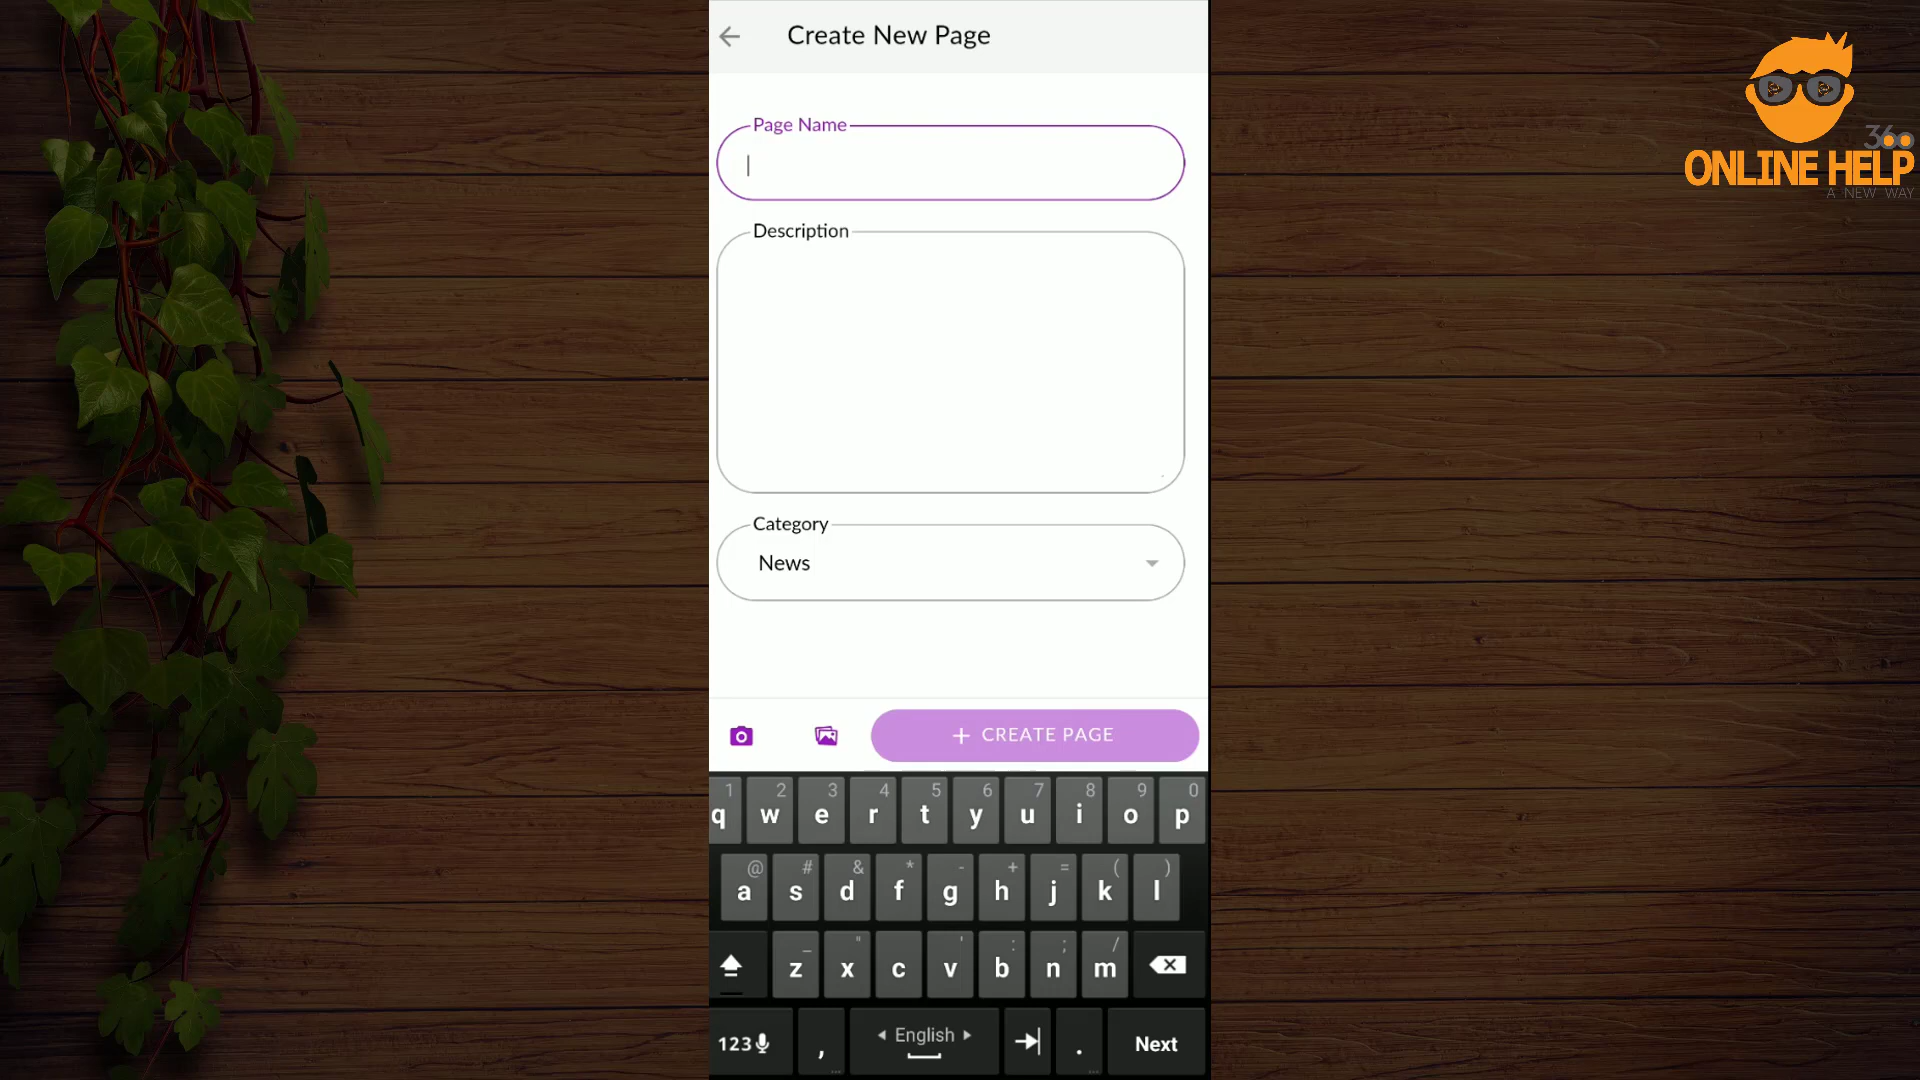 Create New Page
Page Name
Description
Category
News
+ CREATE PAGE
1 2 3 4 5 6 7 8 9 0
q w e r t y u i o p
@ # & * - + = ( )
a s d f g h j k l
_ " ' : ; /
z x c v b n m
123 , English . Next
360
ONLINE HELP
A NEW WAY